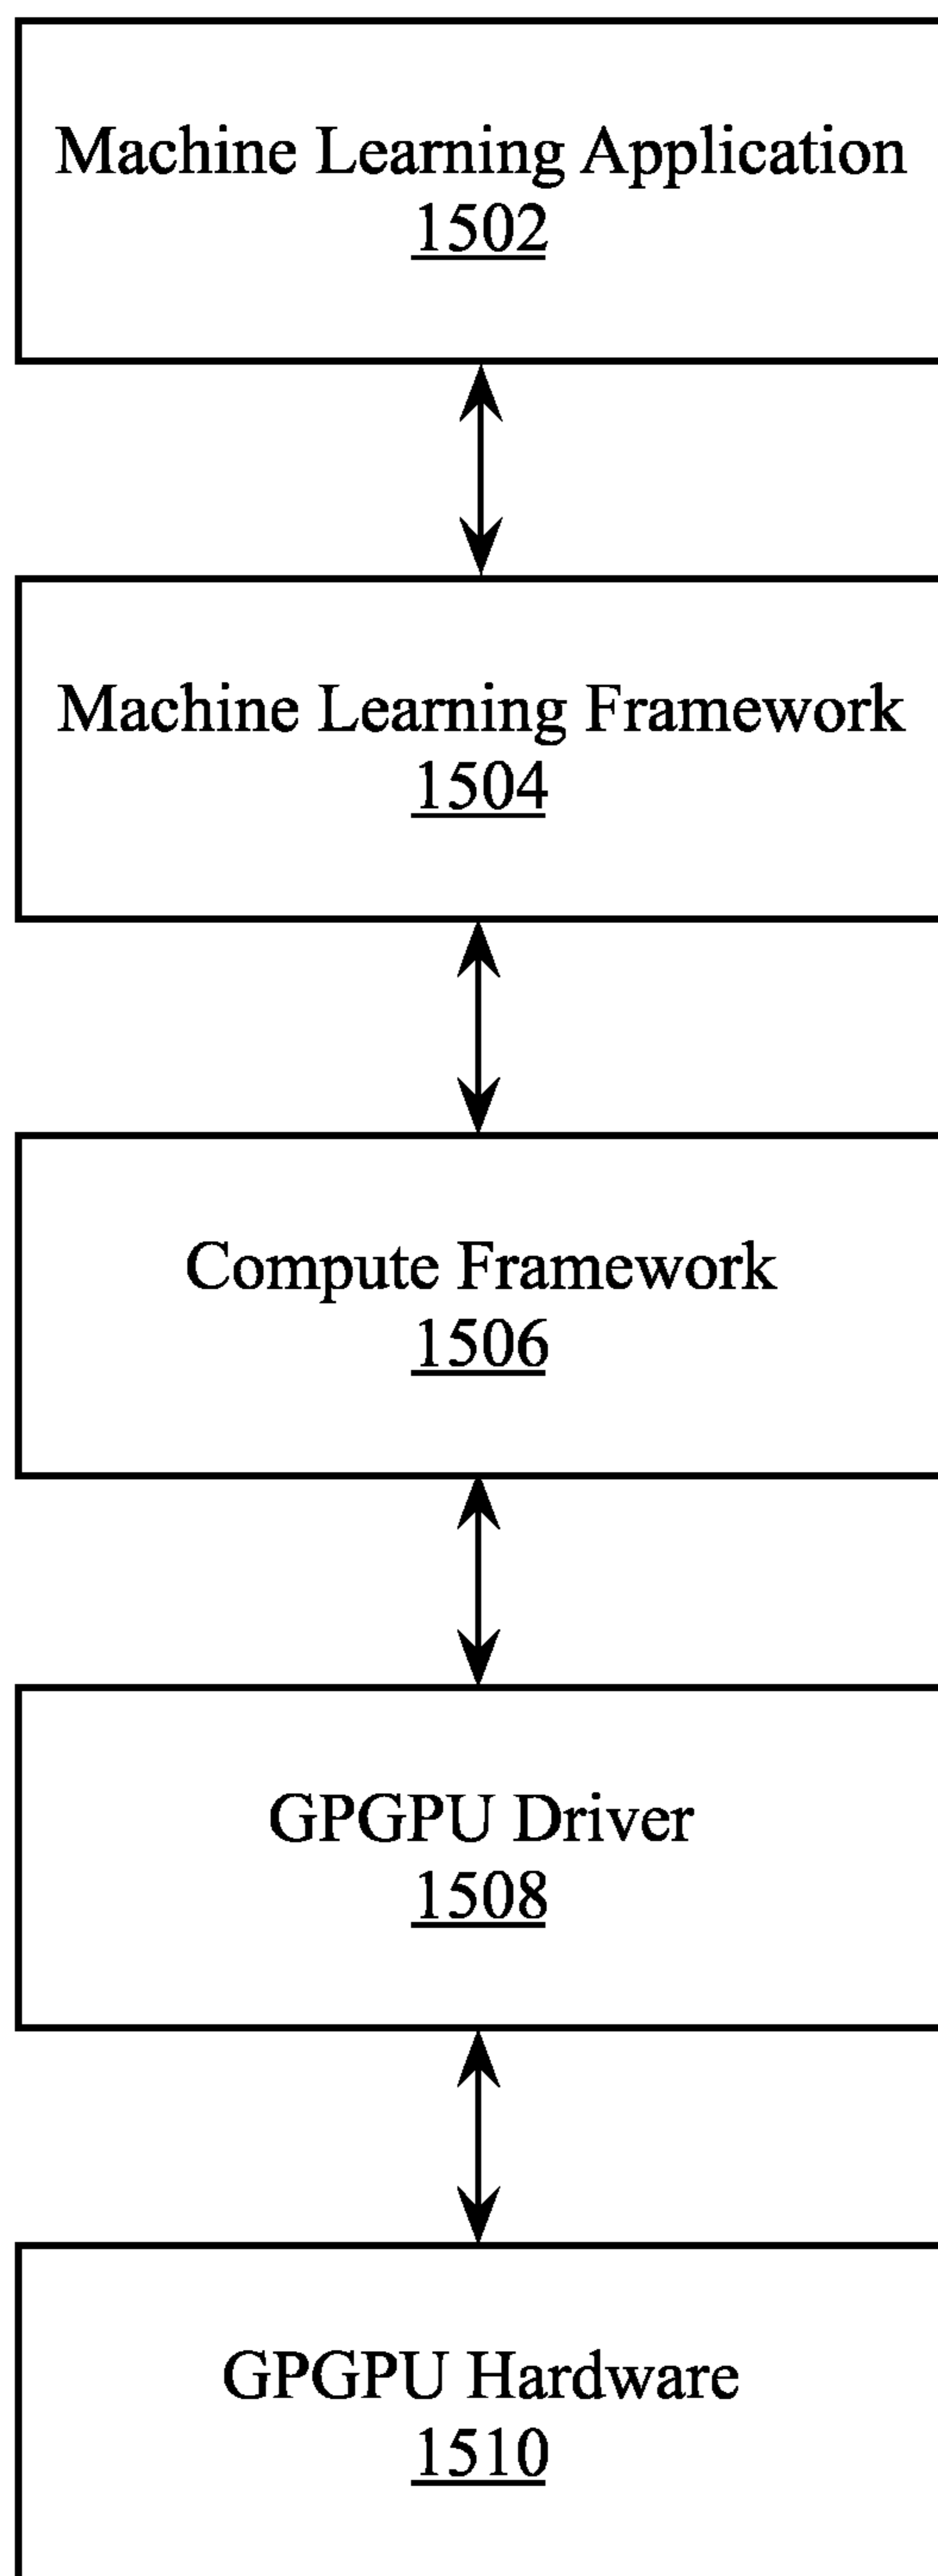 Machine Learning Application
1502
Machine Learning Framework
1504
Compute Framework
1506
GPGPU Driver
1508
GPGPU Hardware
1510